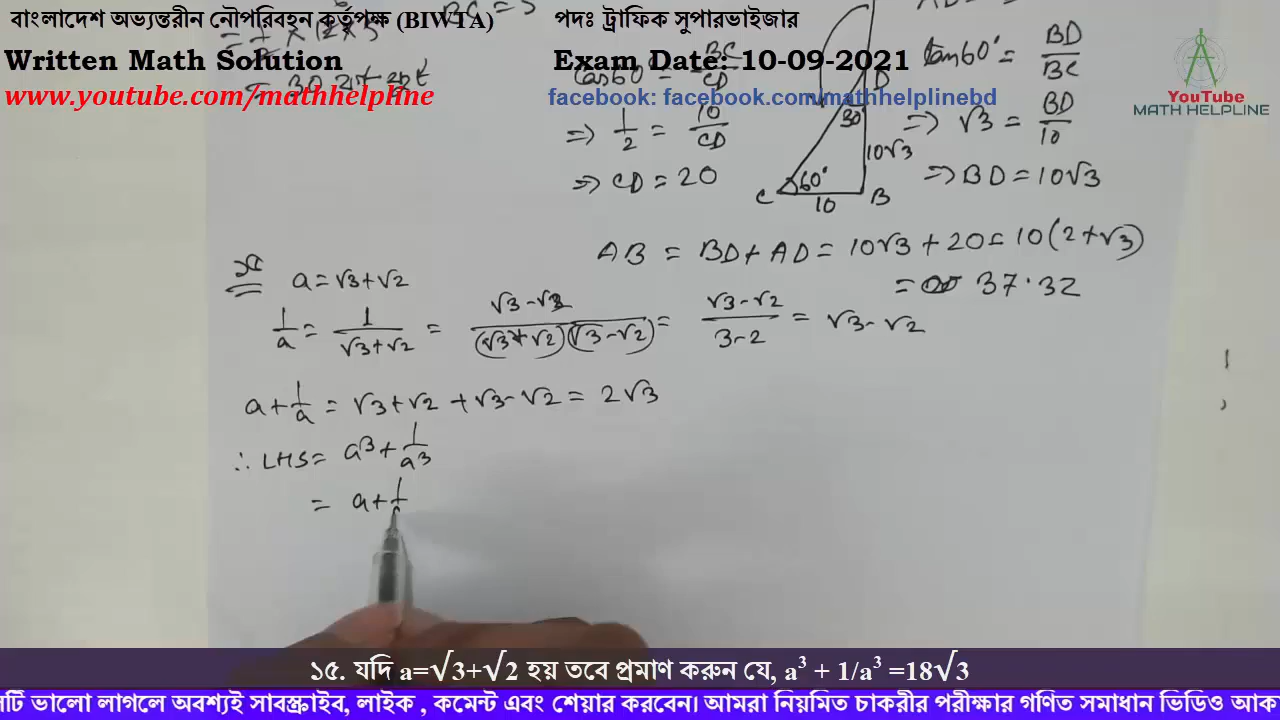 বাংলাদেশ অভ্যন্তরীন নৌপরিবহন কর্তৃপক্ষ (BIWTA) পদঃ ট্রাফিক সুপারভাইজার
Written Math Solution Exam Date: 10-09-2021
www.youtube.com/mathhelpline facebook: facebook.com/mathhelplinebd
YouTube
MATH HELPLINE
tan60° = BD/BC
⇒ 1/2 = 10/CD
⇒ CD = 20
D
30°
10√3
60°
C 10 B
⇒ √3 = BD/10
⇒ BD = 10√3
AB = BD + AD = 10√3 + 20 = 10(2+√3)
= 37.32
a = √3+√2
1/a = 1/(√3+√2) = (√3-√2)/((√3+√2)(√3-√2)) = (√3-√2)/(3-2) = √3-√2
a + 1/a = √3+√2 + √3-√2 = 2√3
∴ LHS = a³ + 1/a³
= a + 1/
১৫. যদি a=√3+√2 হয় তবে প্রমাণ করুন যে, a³ + 1/a³ =18√3
ভালো লাগলে অবশ্যই সাবস্ক্রাইব, লাইক , কমেন্ট এবং শেয়ার করবেন। আমরা নিয়মিত চাকরীর পরীক্ষার গণিত সমাধান ভিডিও